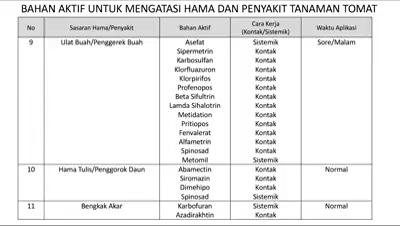 BAHAN AKTIF UNTUK MENGATASI HAMA DAN PENYAKIT TANAMAN TOMAT
No Sasaran Hama/Penyakit Bahan Aktif Cara Kerja (Kontak/Sistemik) Waktu Aplikasi
9 Ulat Buah/Penggerek Buah Asefat Sistemik Sore/Malam
Sipermetrin Kontak
Karbosulfan Kontak
Klorfluazuron Kontak
Klorpirifos Kontak
Profenopos Kontak
Beta Sifultrin Kontak
Lamda Sihalotrin Kontak
Metidation Kontak
Pritiopos Kontak
Fenvalerat Kontak
Alfametrin Kontak
Spinosad Kontak
Metomil Sistemik
10 Hama Tulis/Penggorok Daun Abamectin Kontak Normal
Siromazin Kontak
Dimehipo Kontak
Spinosad Kontak
11 Bengkak Akar Karbofuran Sistemik Normal
Azadirakhtin Kontak